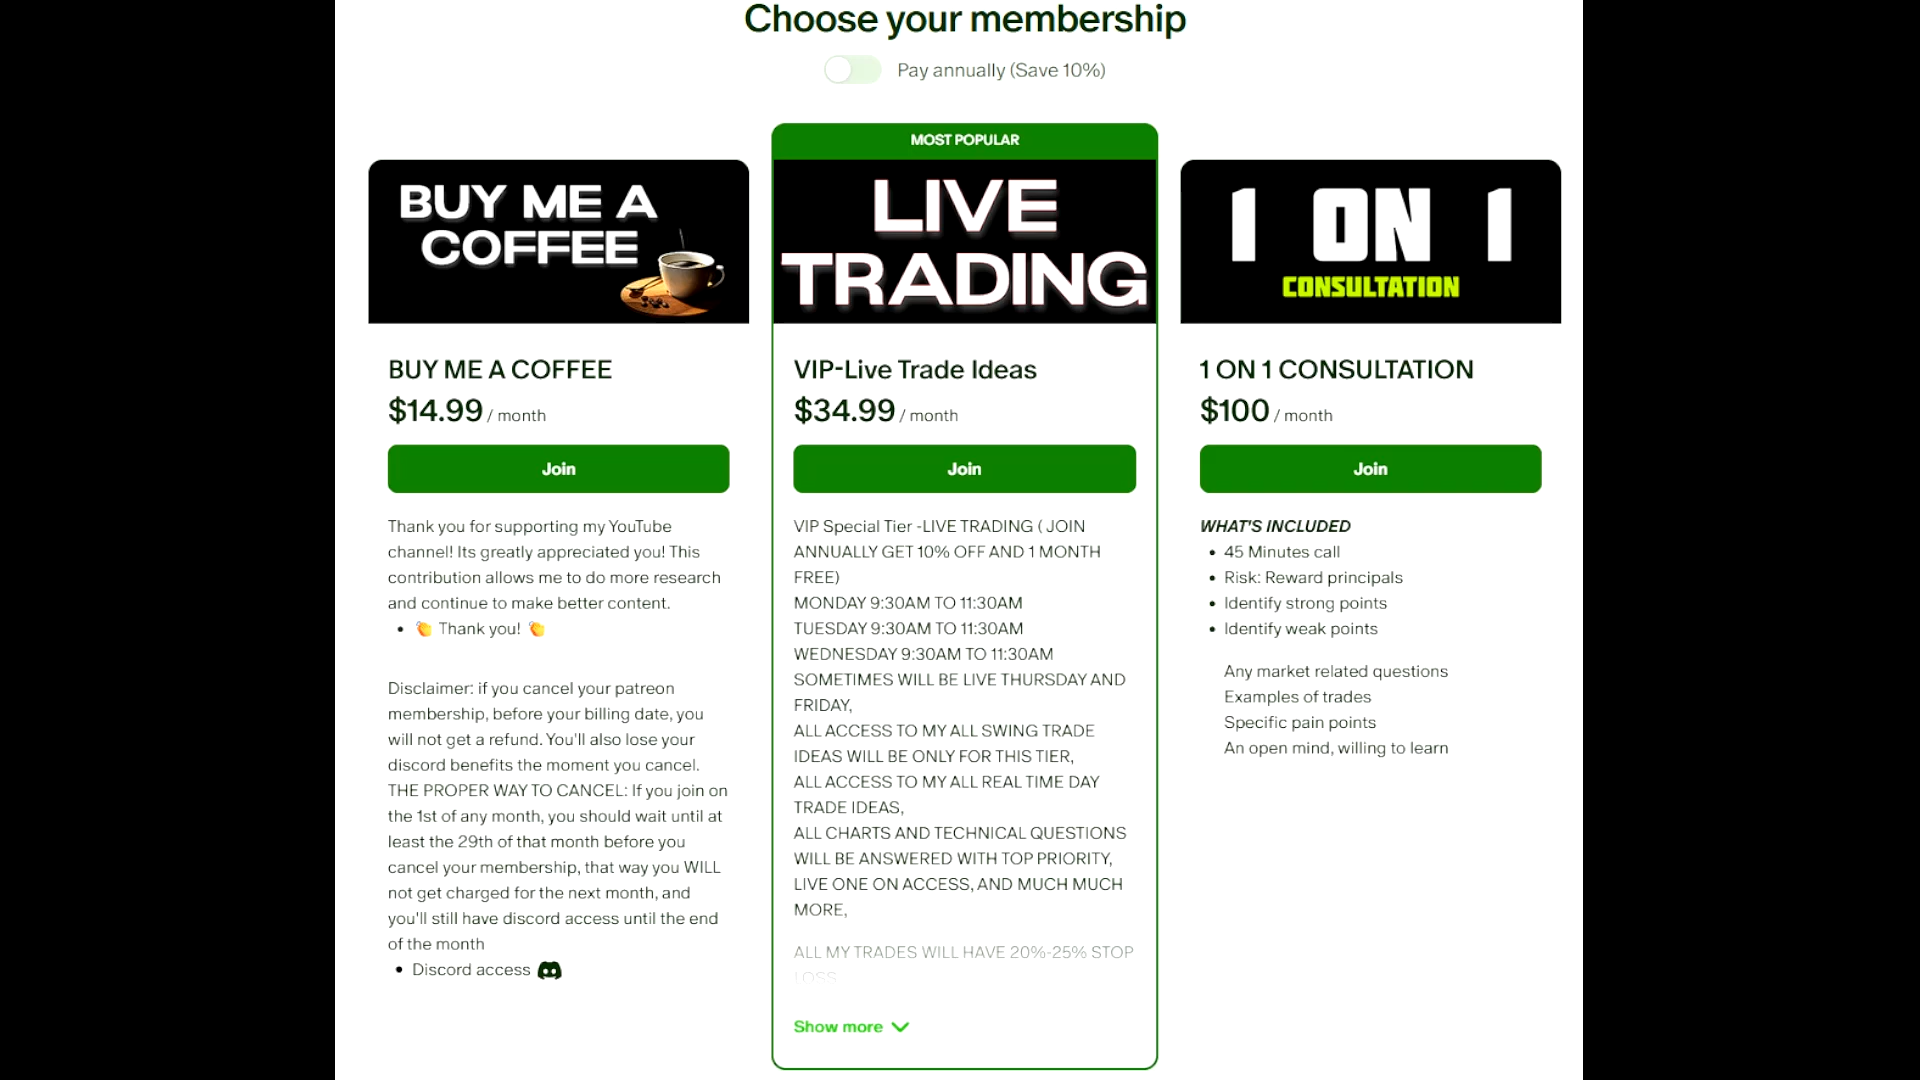 Choose your membership
Pay annually (Save 10%)
BUY ME A
COFFEE
BUY ME A COFFEE
$14.99 / month
Join
Thank you for supporting my YouTube
channel! Its greatly appreciated you! This
contribution allows me to do more research
and continue to make better content.
• 👏 Thank you! 👏
Disclaimer: if you cancel your patreon
membership, before your billing date, you
will not get a refund. You'll also lose your
discord benefits the moment you cancel.
THE PROPER WAY TO CANCEL: If you join on
the 1st of any month, you should wait until at
least the 29th of that month before you
cancel your membership, that way you WILL
not get charged for the next month, and
you'll still have discord access until the end
of the month
• Discord access
MOST POPULAR
LIVE
TRADING
VIP-Live Trade Ideas
$34.99 / month
Join
VIP Special Tier -LIVE TRADING ( JOIN
ANNUALLY GET 10% OFF AND 1 MONTH
FREE)
MONDAY 9:30AM TO 11:30AM
TUESDAY 9:30AM TO 11:30AM
WEDNESDAY 9:30AM TO 11:30AM
SOMETIMES WILL BE LIVE THURSDAY AND
FRIDAY,
ALL ACCESS TO MY ALL SWING TRADE
IDEAS WILL BE ONLY FOR THIS TIER,
ALL ACCESS TO MY ALL REAL TIME DAY
TRADE IDEAS,
ALL CHARTS AND TECHNICAL QUESTIONS
WILL BE ANSWERED WITH TOP PRIORITY,
LIVE ONE ON ACCESS, AND MUCH MUCH
MORE,
ALL MY TRADES WILL HAVE 20%-25% STOP
LOSS
Show more
1 ON 1
CONSULTATION
1 ON 1 CONSULTATION
$100 / month
Join
WHAT'S INCLUDED
• 45 Minutes call
• Risk: Reward principals
• Identify strong points
• Identify weak points
Any market related questions
Examples of trades
Specific pain points
An open mind, willing to learn